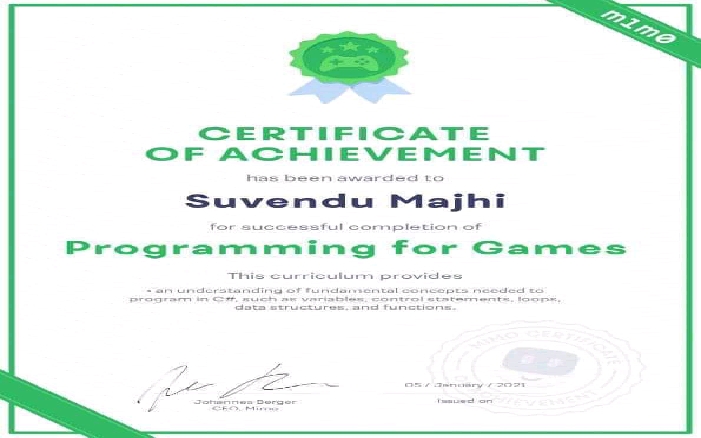 mimo
CERTIFICATE
OF ACHIEVEMENT
has been awarded to
Suvendu Majhi
for successful completion of
Programming for Games
This curriculum provides
• an understanding of fundamental concepts needed to
program in C#, such as variables, control statements, loops,
data structures, and functions.
MIMO CERTIFICATE
05 / January / 2021
Johannes Berger
CEO, Mimo
Issued on
ACHIEVEMENT